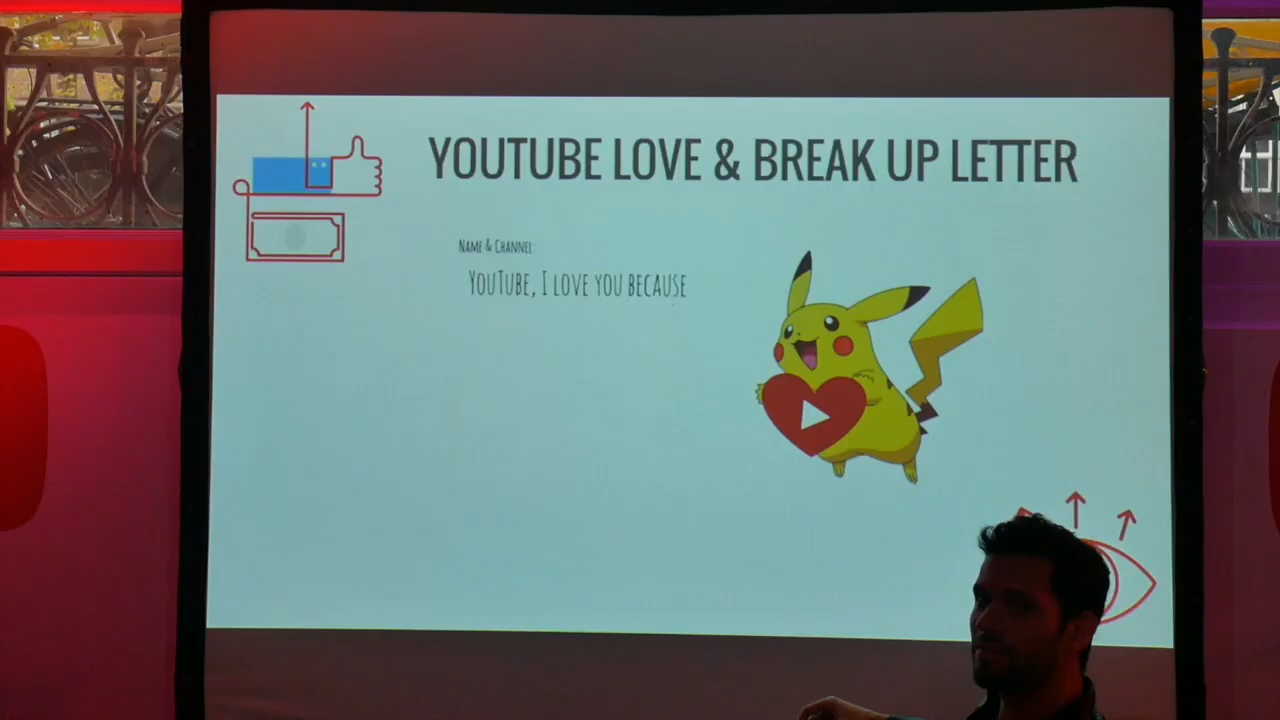 YOUTUBE LOVE & BREAK UP LETTER
NAME & CHANNEL:
YOUTUBE, I LOVE YOU BECAUSE